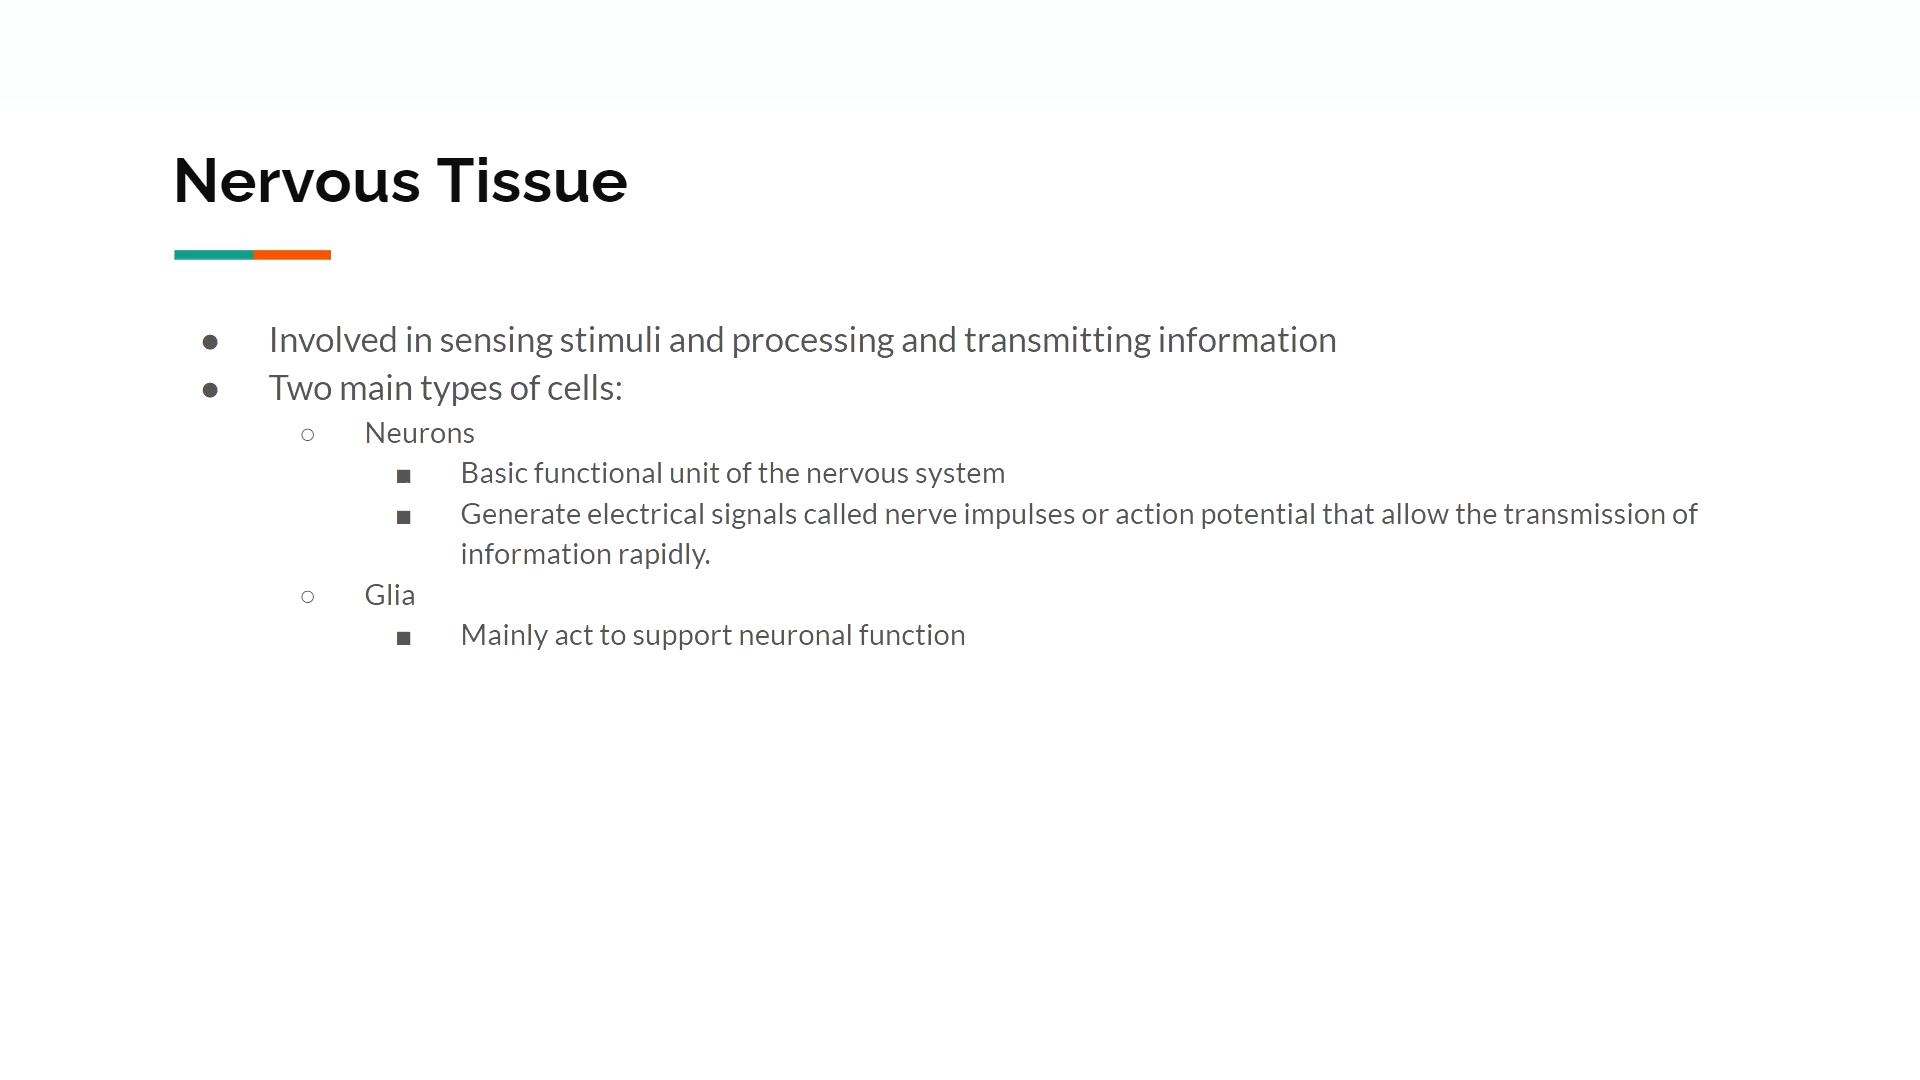 Nervous Tissue
● Involved in sensing stimuli and processing and transmitting information
● Two main types of cells:
○ Neurons
■ Basic functional unit of the nervous system
■ Generate electrical signals called nerve impulses or action potential that allow the transmission of
information rapidly.
○ Glia
■ Mainly act to support neuronal function